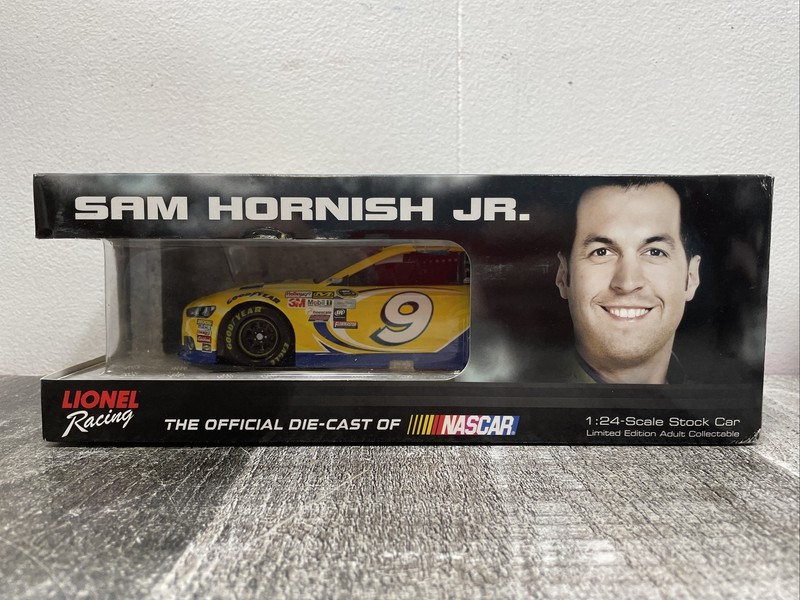 SAM HORNISH JR.
GOODYEAR
GOODYEAR
EAGLE
3M
Mobil 1
9
LIONEL
Racing
THE OFFICIAL DIE-CAST OF NASCAR
1:24-Scale Stock Car
Limited Edition Adult Collectable